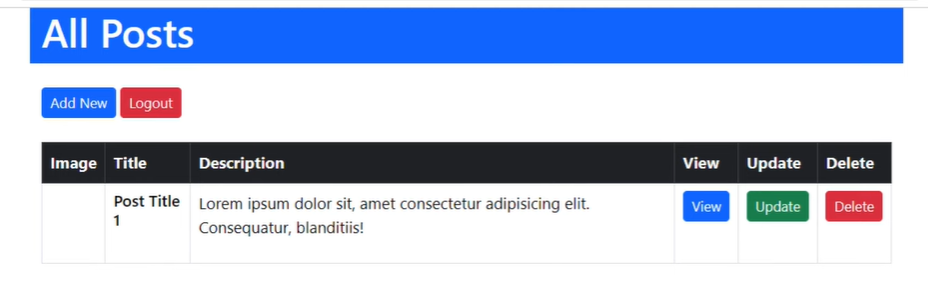 All Posts
Add New Logout
Image Title Description View Update Delete
Post Title Lorem ipsum dolor sit, amet consectetur adipisicing elit. View Update Delete
1 Consequatur, blanditiis!